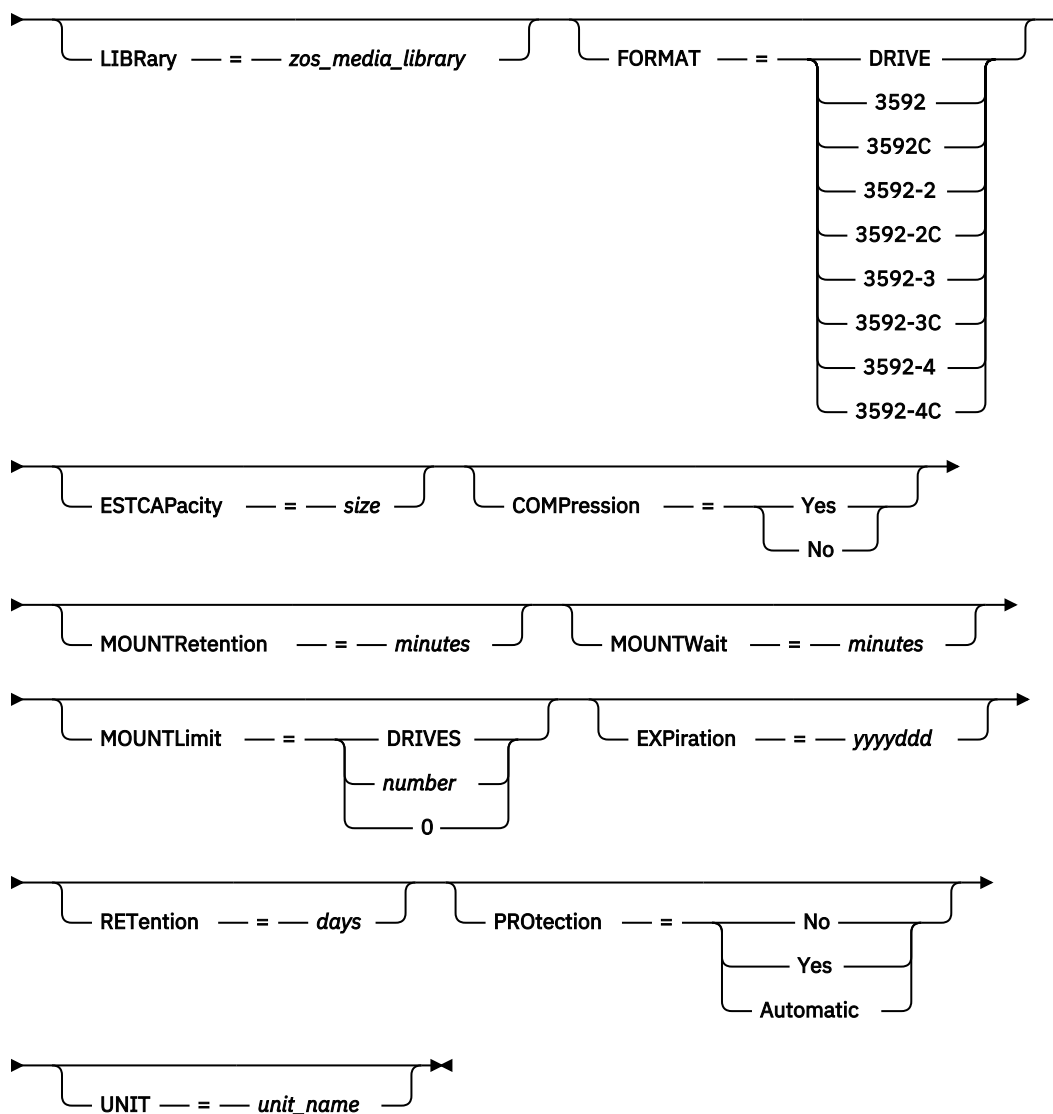 LIBRary = zos_media_library FORMAT = DRIVE
3592
3592C
3592-2
3592-2C
3592-3
3592-3C
3592-4
3592-4C
ESTCAPacity = size COMPression = Yes
No
MOUNTRetention = minutes MOUNTWait = minutes
MOUNTLimit = DRIVES EXPiration = yyyyddd
number
0
RETention = days PROtection = No
Yes
Automatic
UNIT = unit_name